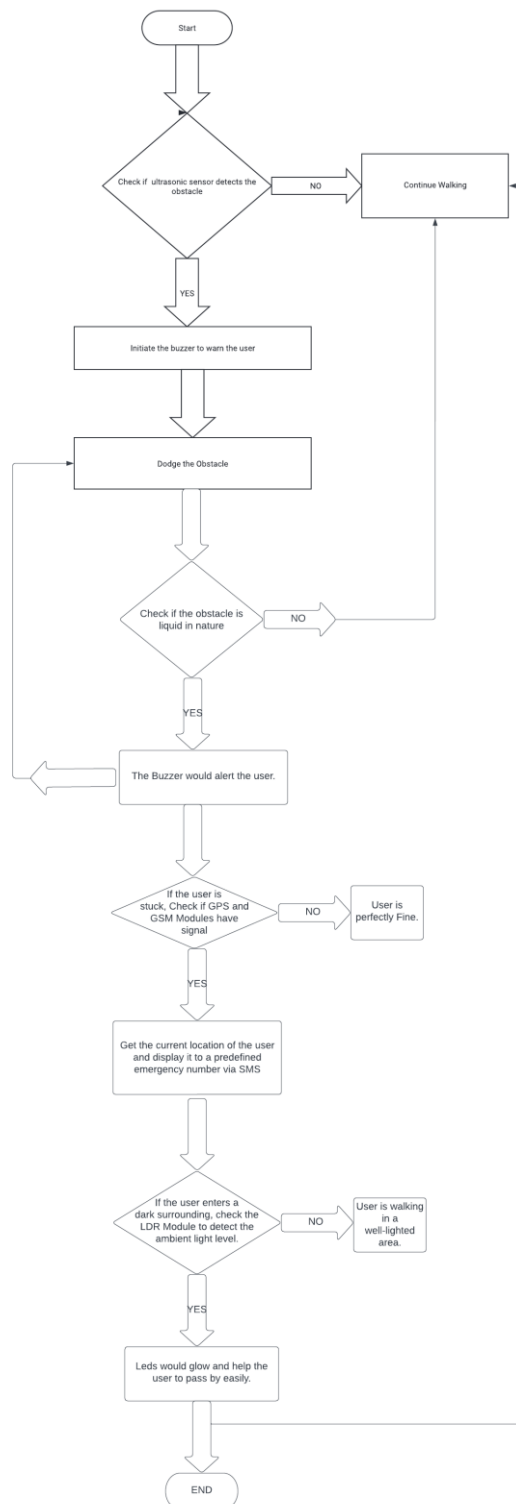 Start
Check if ultrasonic sensor detects the
obstacle
NO
Continue Walking
YES
Initiate the buzzer to warn the user
Dodge the Obstacle
Check if the obstacle is
liquid in nature
NO
YES
The Buzzer would alert the user.
If the user is
stuck, Check if GPS and
GSM Modules have
signal
NO
User is
perfectly Fine.
YES
Get the current location of the user
and display it to a predefined
emergency number via SMS
If the user enters a
dark surrounding, check the
LDR Module to detect the
ambient light level.
NO
User is walking
in a
well-lighted
area.
YES
Leds would glow and help the
user to pass by easily.
END